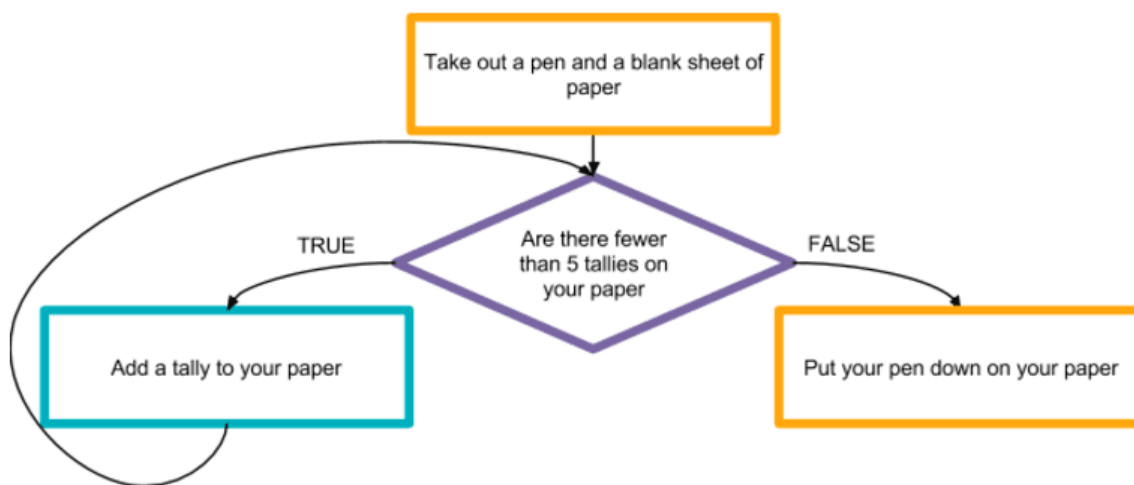 Take out a pen and a blank sheet of
paper
TRUE
Are there fewer
than 5 tallies on
your paper
FALSE
Add a tally to your paper
Put your pen down on your paper